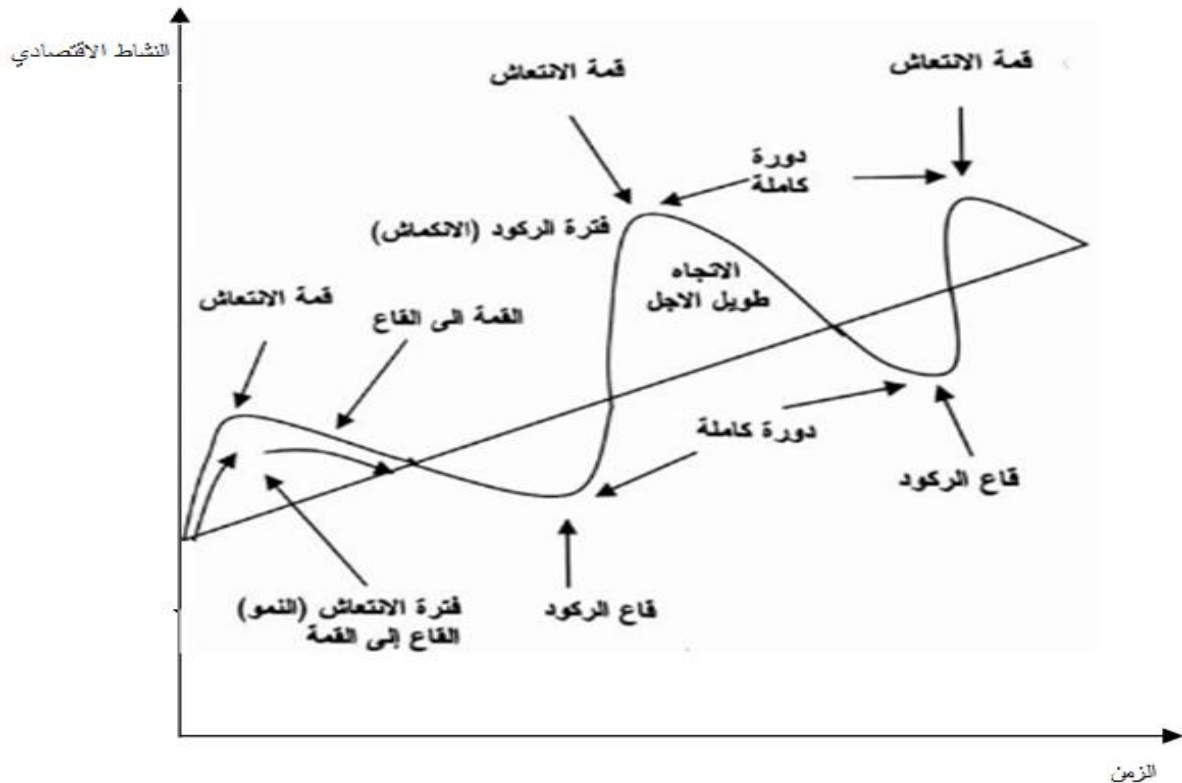 النشاط الاقتصادي
قمة الانتعاش
قمة الانتعاش
دورة
كاملة
فترة الركود (الانكماش)
الاتجاه
طويل الاجل
قمة الانتعاش
القمة الى القاع
دورة كاملة
قاع الركود
فترة الانتعاش (النمو)
القاع إلى القمة
قاع الركود
الزمن